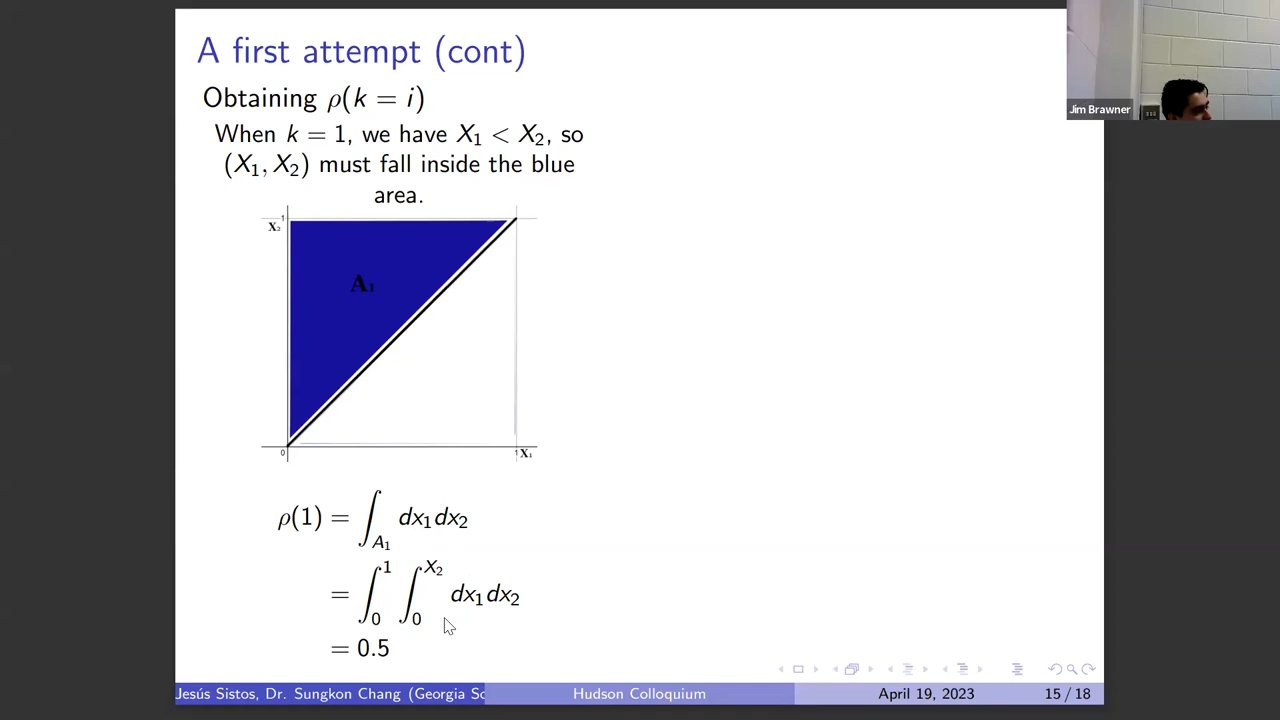 A first attempt (cont)
Jim Brawner
Obtaining ρ(k = i)
When k = 1, we have X₁ < X₂, so
(X₁, X₂) must fall inside the blue
area.
1
X₂
A₁
0
1 X₁
ρ(1) = ∫_{A₁} dx₁dx₂
= ∫₀¹ ∫₀^{X₂} dx₁dx₂
= 0.5
Jesús Sistos, Dr. Sungkon Chang (Georgia So
Hudson Colloquium
April 19, 2023
15 / 18